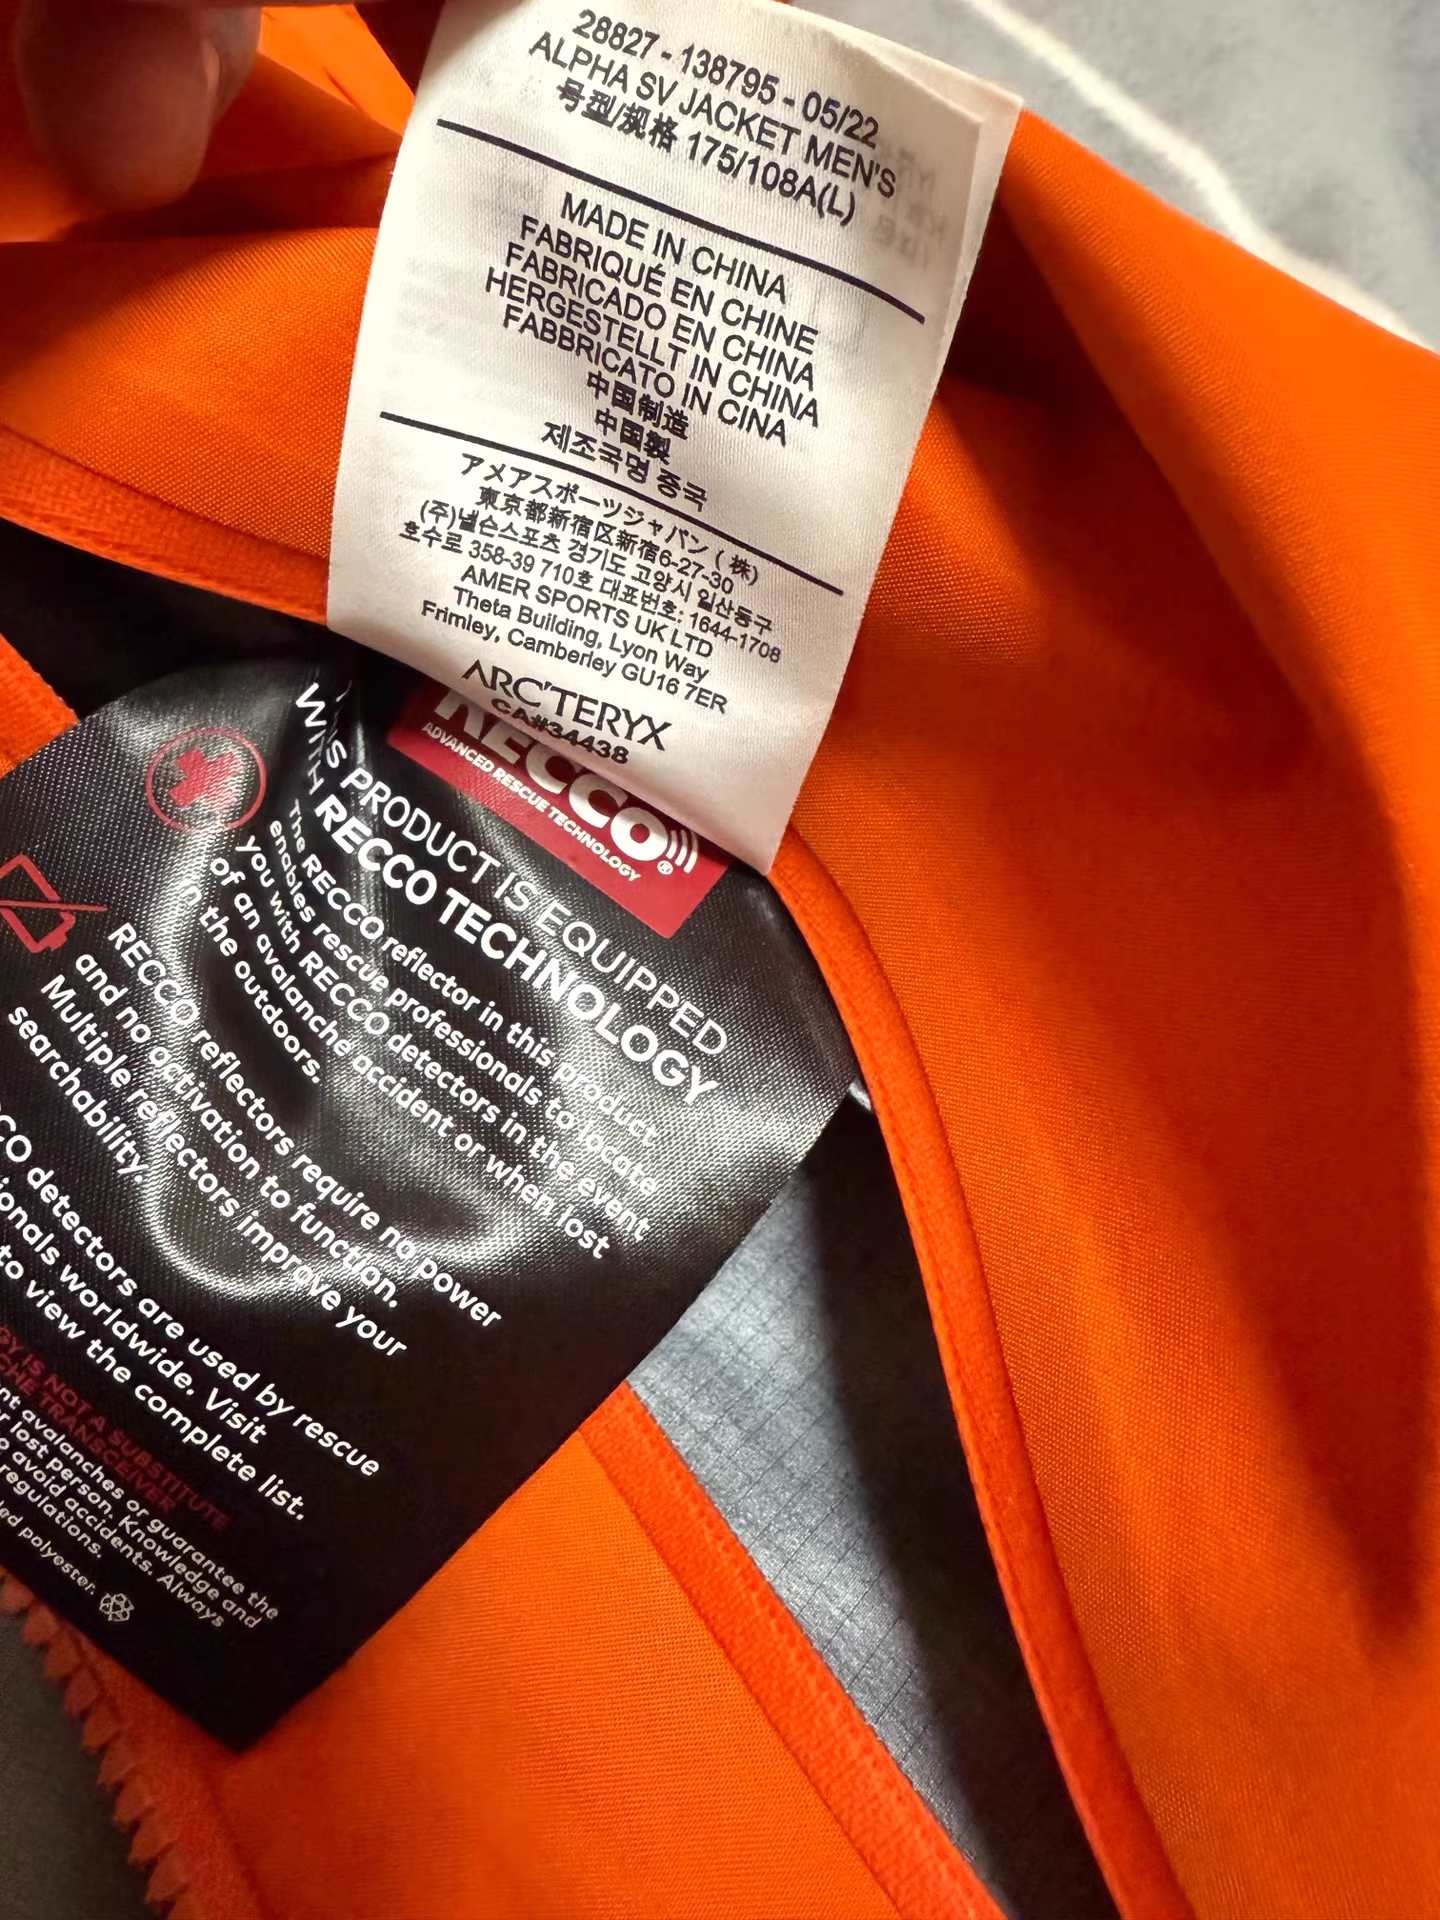 28827 - 138795 - 05/22
ALPHA SV JACKET MEN'S
号型/规格 175/108A(L)
MADE IN CHINA
FABRIQUÉ EN CHINE
FABRICADO EN CHINA
HERGESTELLT IN CHINA
FABBRICATO IN CINA
中国制造
中国製
제조국명 중국
アメアスポーツジャパン ( 株)
東京都新宿区新宿6-27-30
(주)넬슨스포츠 경기도 고양시 일산동구
호수로 358-39 710호 대표번호: 1644-1708
AMER SPORTS UK LTD
Theta Building, Lyon Way
Frimley, Camberley GU16 7ER
ARC'TERYX
CA#34438
RECCO®
ADVANCED RESCUE TECHNOLOGY
THIS PRODUCT IS EQUIPPED
WITH RECCO TECHNOLOGY
The RECCO reflector in this product
enables rescue professionals to locate
you with RECCO detectors in the event
of an avalanche accident or when lost
in the outdoors.
RECCO reflectors require no power
and no activation to function.
Multiple reflectors improve your
searchability.
detectors are used by rescue
worldwide. Visit
to view the complete list.
IS NOT A SUBSTITUTE
TRANSCEIVER
avalanches or guarantee the
lost person. Knowledge and
avoid accidents. Always
regulations.
polyester.